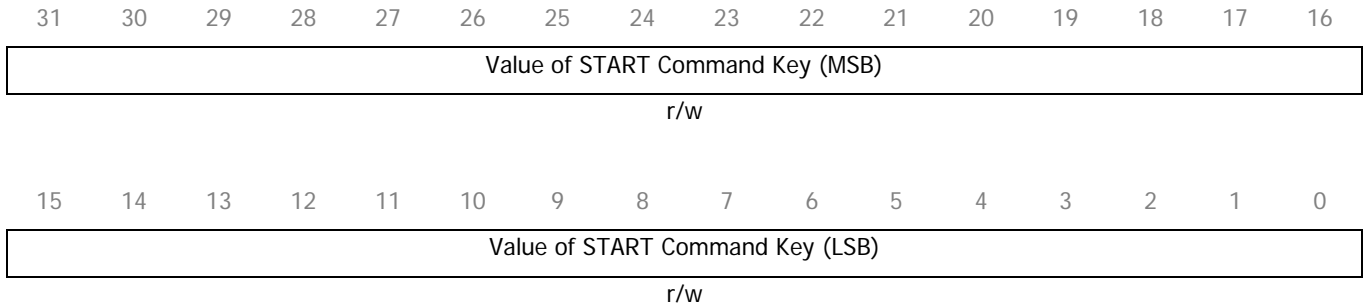 31 30 29 28 27 26 25 24 23 22 21 20 19 18 17 16
Value of START Command Key (MSB)
r/w
15 14 13 12 11 10 9 8 7 6 5 4 3 2 1 0
Value of START Command Key (LSB)
r/w